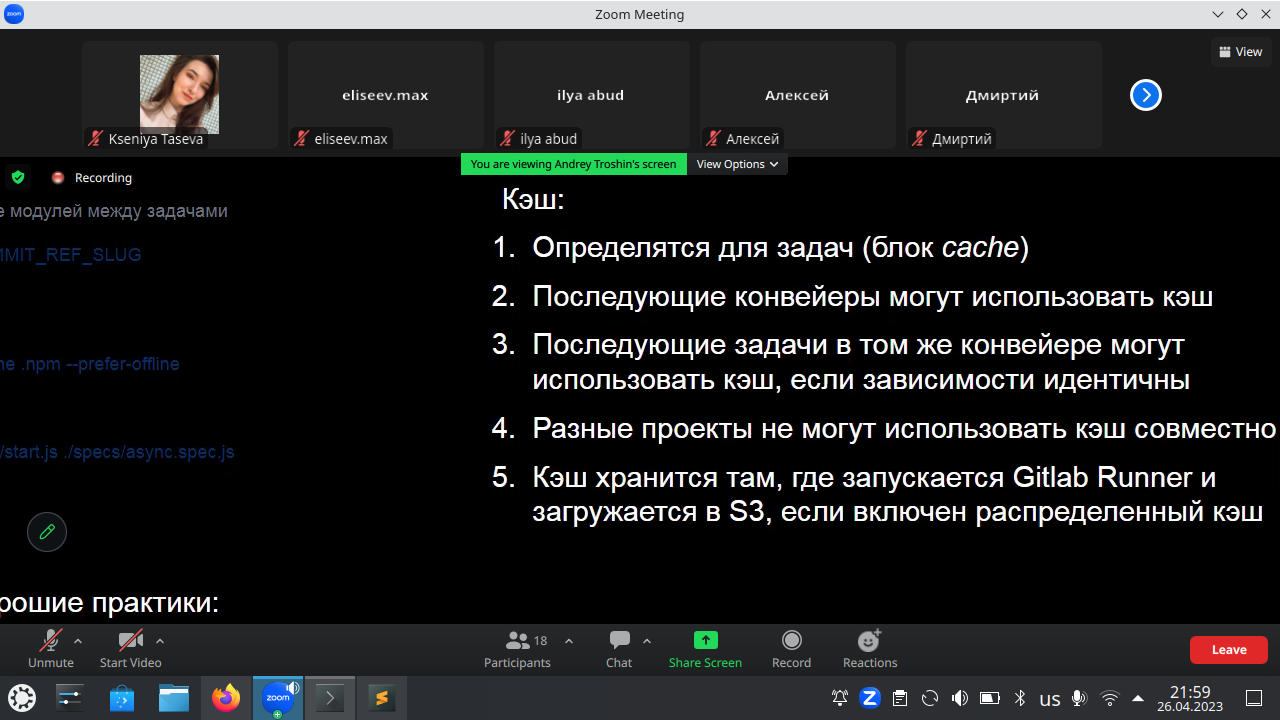 Zoom Meeting
View
eliseev.max
ilya abud
Алексей
Дмиртий
Kseniya Taseva
eliseev.max
ilya abud
Алексей
Дмиртий
You are viewing Andrey Troshin's screen
View Options
Recording
е модулей между задачами
MMIT_REF_SLUG
ne .npm --prefer-offline
/start.js ./specs/async.spec.js
рошие практики:
Кэш:
1. Определятся для задач (блок cache)
2. Последующие конвейеры могут использовать кэш
3. Последующие задачи в том же конвейере могут
использовать кэш, если зависимости идентичны
4. Разные проекты не могут использовать кэш совместно
5. Кэш хранится там, где запускается Gitlab Runner и
загружается в S3, если включен распределенный кэш
Unmute
Start Video
18
Participants
Chat
Share Screen
Record
Reactions
Leave
zoom
us
21:59
26.04.2023